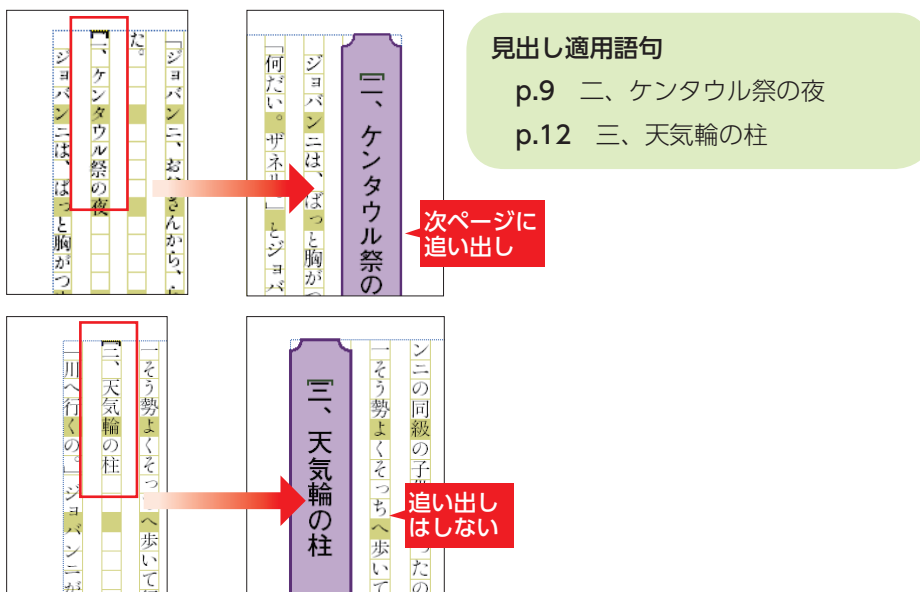 「ジョバンニ、お父さんから、
た。
二、ケンタウル祭の夜
ジョバンニは、ばっと胸がつ
二、ケンタウル祭の
ジョバンニは、ばっと胸がつ
「何だい。ザネリ。」とジョバ
次ページに
追い出し
見出し適用語句
p.9 二、ケンタウル祭の夜
p.12 三、天気輪の柱
一そう勢よくそっちへ歩いて
三、天気輪の柱
「川へ行くの。」ジョバンニが
ンニの同級の子 ったの
一そう勢よくそっちへ歩いて
三、天気輪の柱
追い出し
はしない